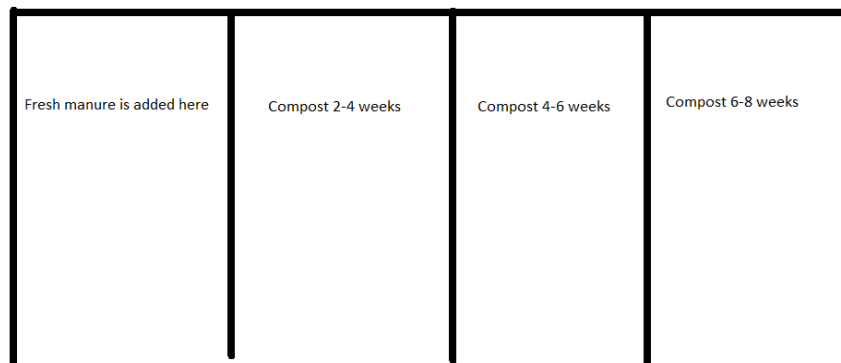 Fresh manure is added here
Compost 2-4 weeks
Compost 4-6 weeks
Compost 6-8 weeks